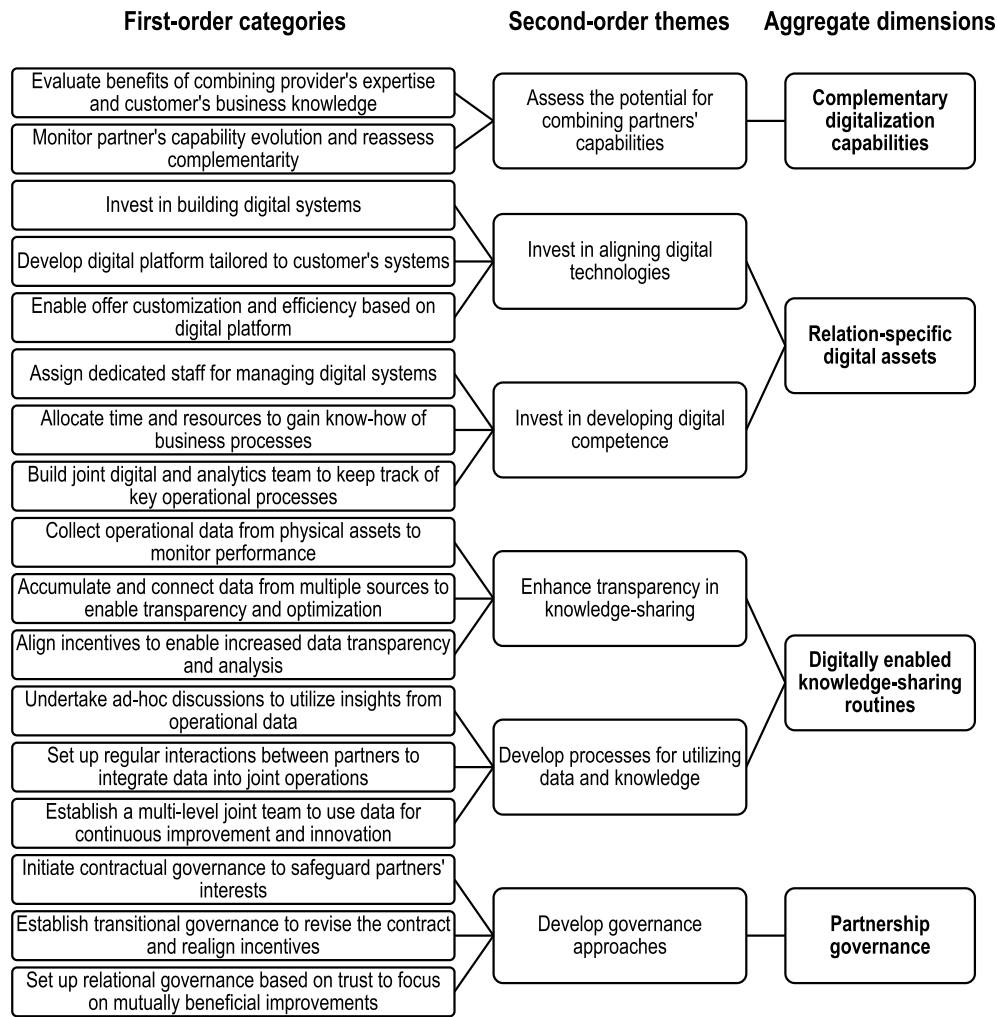 First-order categories
Second-order themes
Aggregate dimensions
Evaluate benefits of combining provider's expertise
and customer's business knowledge
Monitor partner's capability evolution and reassess
complementarity
Assess the potential for
combining partners'
capabilities
Complementary
digitalization
capabilities
Invest in building digital systems
Develop digital platform tailored to customer's systems
Enable offer customization and efficiency based on
digital platform
Invest in aligning digital
technologies
Assign dedicated staff for managing digital systems
Allocate time and resources to gain know-how of
business processes
Build joint digital and analytics team to keep track of
key operational processes
Invest in developing digital
competence
Relation-specific
digital assets
Collect operational data from physical assets to
monitor performance
Accumulate and connect data from multiple sources to
enable transparency and optimization
Align incentives to enable increased data transparency
and analysis
Enhance transparency in
knowledge-sharing
Undertake ad-hoc discussions to utilize insights from
operational data
Set up regular interactions between partners to
integrate data into joint operations
Establish a multi-level joint team to use data for
continuous improvement and innovation
Develop processes for utilizing
data and knowledge
Digitally enabled
knowledge-sharing
routines
Initiate contractual governance to safeguard partners'
interests
Establish transitional governance to revise the contract
and realign incentives
Set up relational governance based on trust to focus
on mutually beneficial improvements
Develop governance
approaches
Partnership
governance